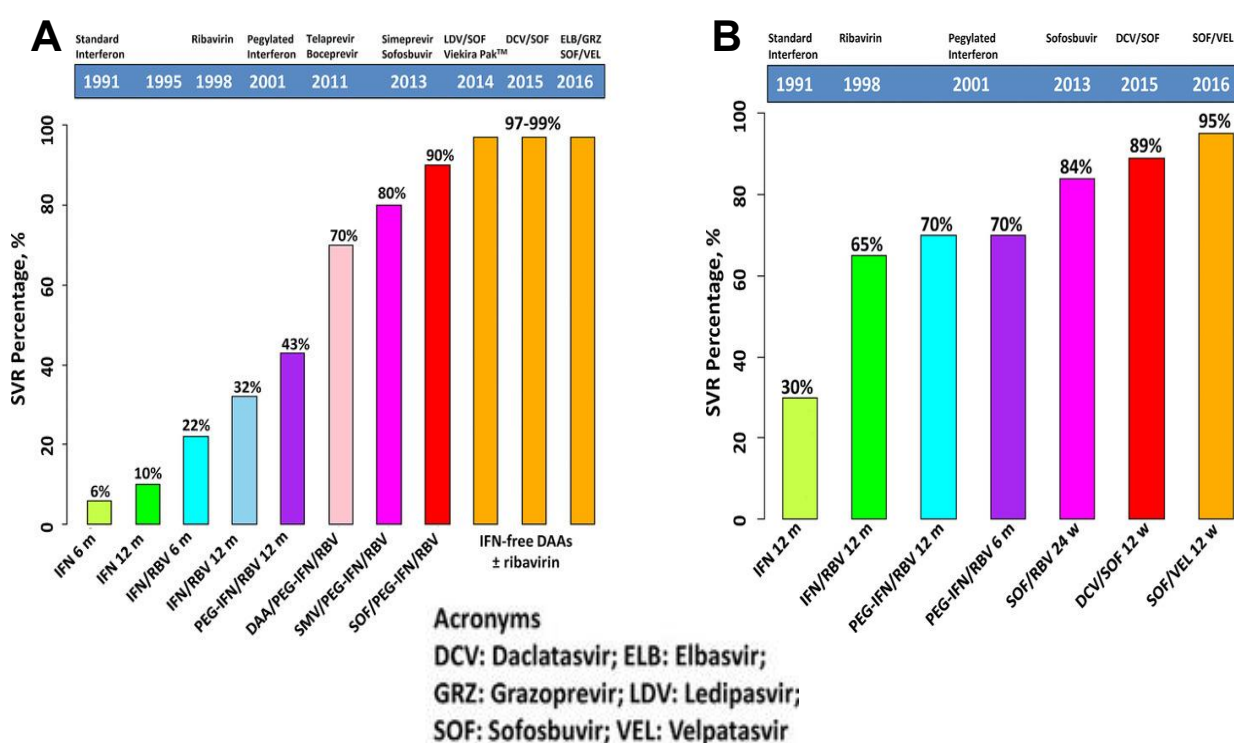 A
Standard Interferon
Ribavirin
Pegylated Interferon
Telaprevir Boceprevir
Simeprevir Sofosbuvir
LDV/SOF Viekira Pak™
DCV/SOF
ELB/GRZ SOF/VEL
1991 1995 1998 2001 2011 2013 2014 2015 2016
SVR Percentage, %
100
80
60
40
20
0
6%
10%
22%
32%
43%
70%
80%
90%
97-99%
IFN 6 m
IFN 12 m
IFN/RBV 6 m
IFN/RBV 12 m
PEG-IFN/RBV 12 m
DAA/PEG-IFN/RBV
SMV/PEG-IFN/RBV
SOF/PEG-IFN/RBV
IFN-free DAAs
± ribavirin
B
Standard Interferon
Ribavirin
Pegylated Interferon
Sofosbuvir
DCV/SOF
SOF/VEL
1991 1998 2001 2013 2015 2016
SVR Percentage, %
100
80
60
40
20
0
30%
65%
70%
70%
84%
89%
95%
IFN 12 m
IFN/RBV 12 m
PEG-IFN/RBV 12 m
PEG-IFN/RBV 6 m
SOF/RBV 24 w
DCV/SOF 12 w
SOF/VEL 12 w
Acronyms
DCV: Daclatasvir; ELB: Elbasvir;
GRZ: Grazoprevir; LDV: Ledipasvir;
SOF: Sofosbuvir; VEL: Velpatasvir